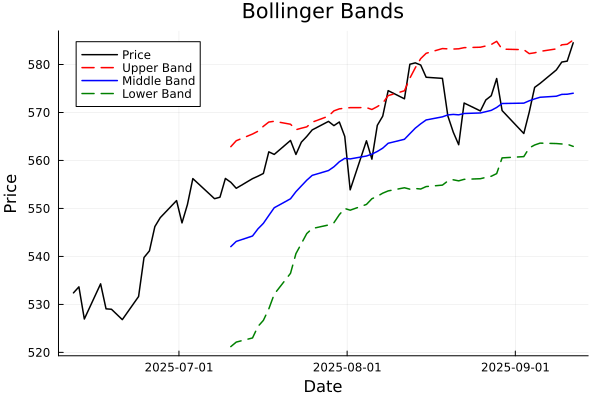 Bollinger Bands
Price
Upper Band
Middle Band
Lower Band
580
570
560
550
540
530
520
Price
2025-07-01
2025-08-01
2025-09-01
Date